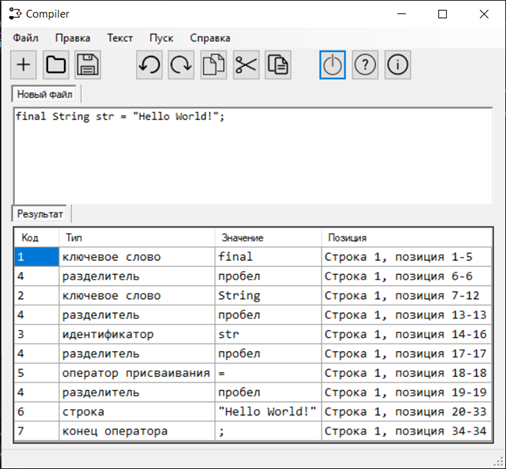 Compiler
Файл Правка Текст Пуск Справка
Новый файл
final String str = "Hello World!";
Результат
Код Тип Значение Позиция
1 ключевое слово final Строка 1, позиция 1-5
4 разделитель пробел Строка 1, позиция 6-6
2 ключевое слово String Строка 1, позиция 7-12
4 разделитель пробел Строка 1, позиция 13-13
3 идентификатор str Строка 1, позиция 14-16
4 разделитель пробел Строка 1, позиция 17-17
5 оператор присваивания = Строка 1, позиция 18-18
4 разделитель пробел Строка 1, позиция 19-19
6 строка "Hello World!" Строка 1, позиция 20-33
7 конец оператора ; Строка 1, позиция 34-34